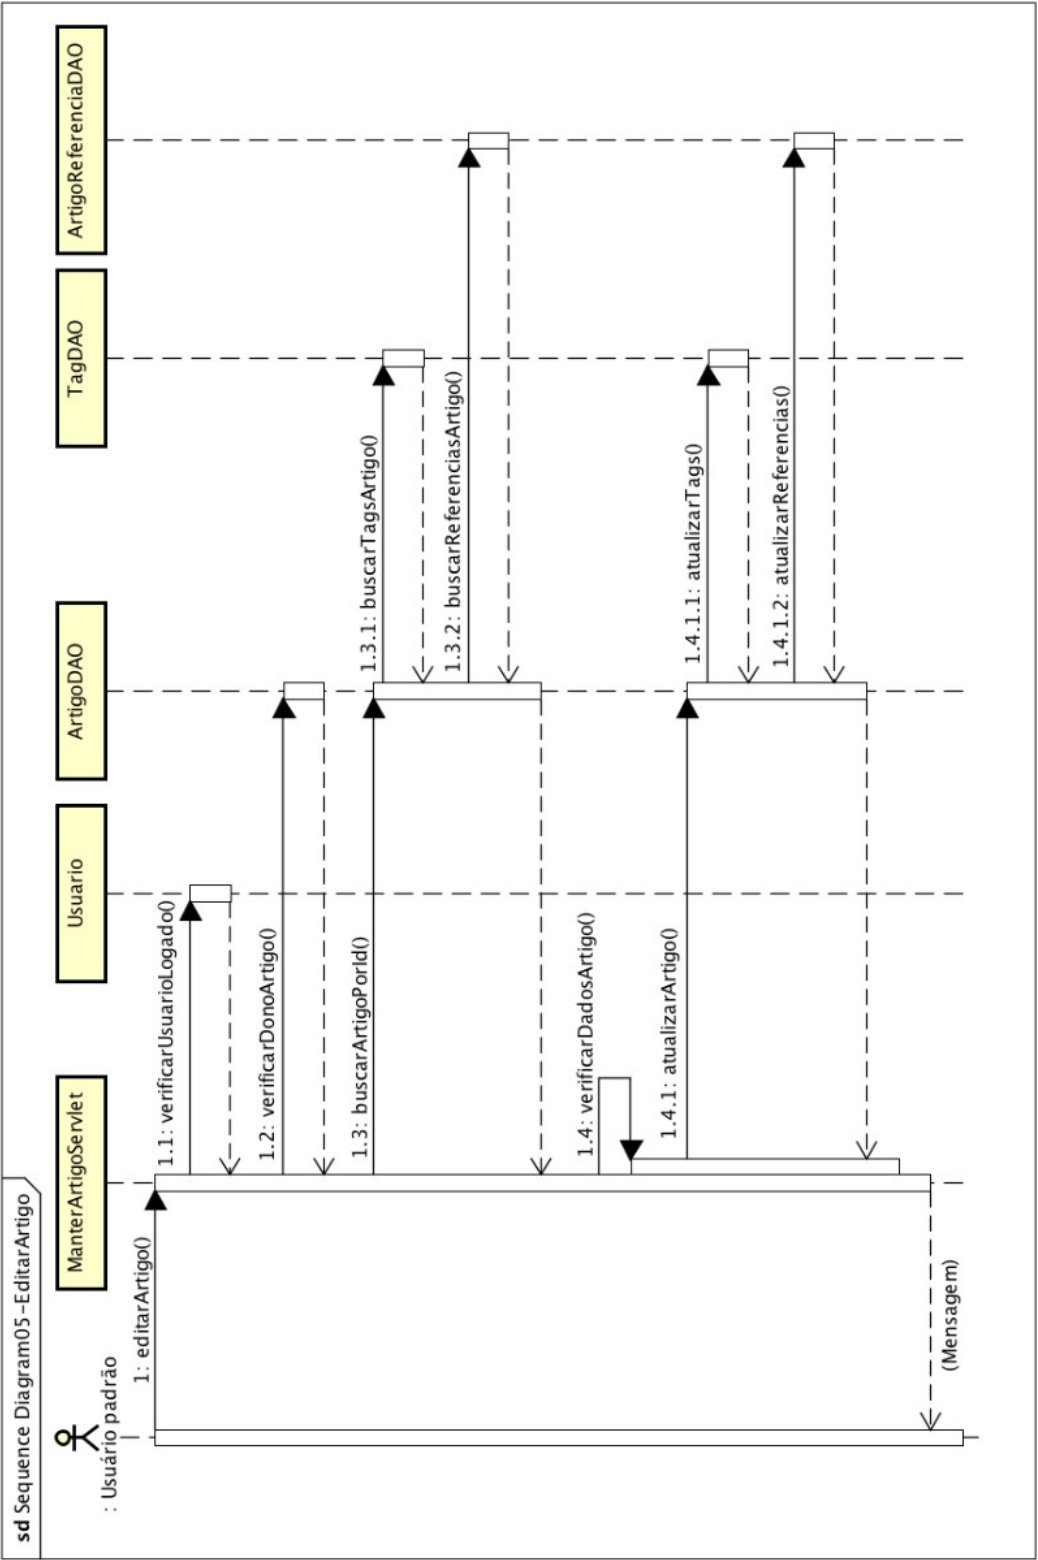 sd Sequence Diagram05-EditarArtigo
: Usuário padrão
ManterArtigoServlet
Usuario
ArtigoDAO
TagDAO
ArtigoReferenciaDAO
1: editarArtigo()
1.1: verificarUsuarioLogado()
1.2: verificarDonoArtigo()
1.3: buscarArtigoPorId()
1.3.1: buscarTagsArtigo()
1.3.2: buscarReferenciasArtigo()
1.4: verificarDadosArtigo()
1.4.1: atualizarArtigo()
1.4.1.1: atualizarTags()
1.4.1.2: atualizarReferencias()
(Mensagem)